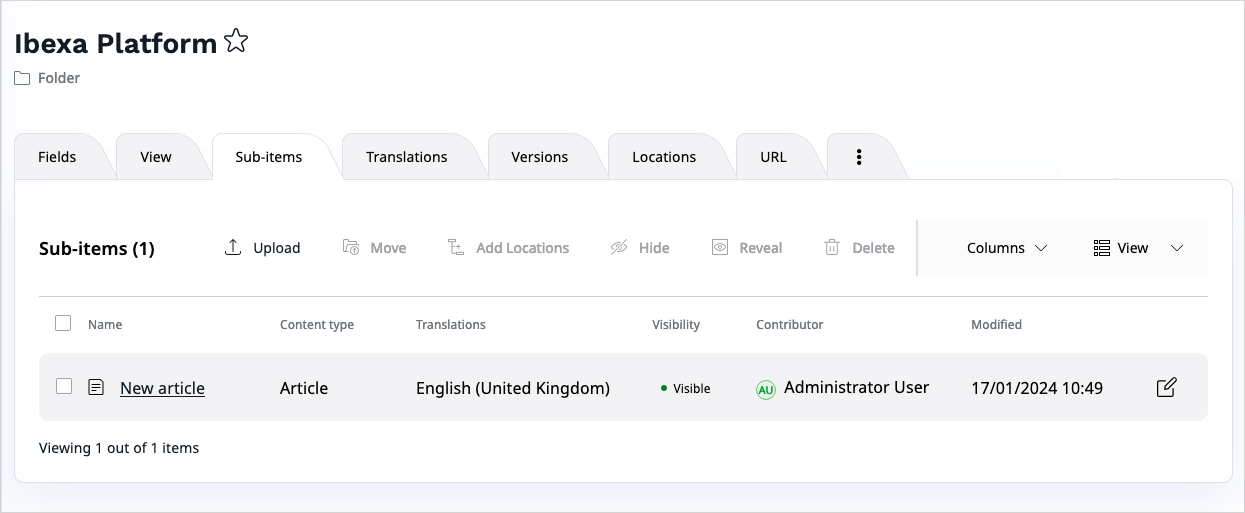 Ibexa Platform
Folder
Fields View Sub-items Translations Versions Locations URL
Sub-items (1) Upload Move Add Locations Hide Reveal Delete Columns View
Name Content type Translations Visibility Contributor Modified
New article Article English (United Kingdom) Visible AU Administrator User 17/01/2024 10:49
Viewing 1 out of 1 items